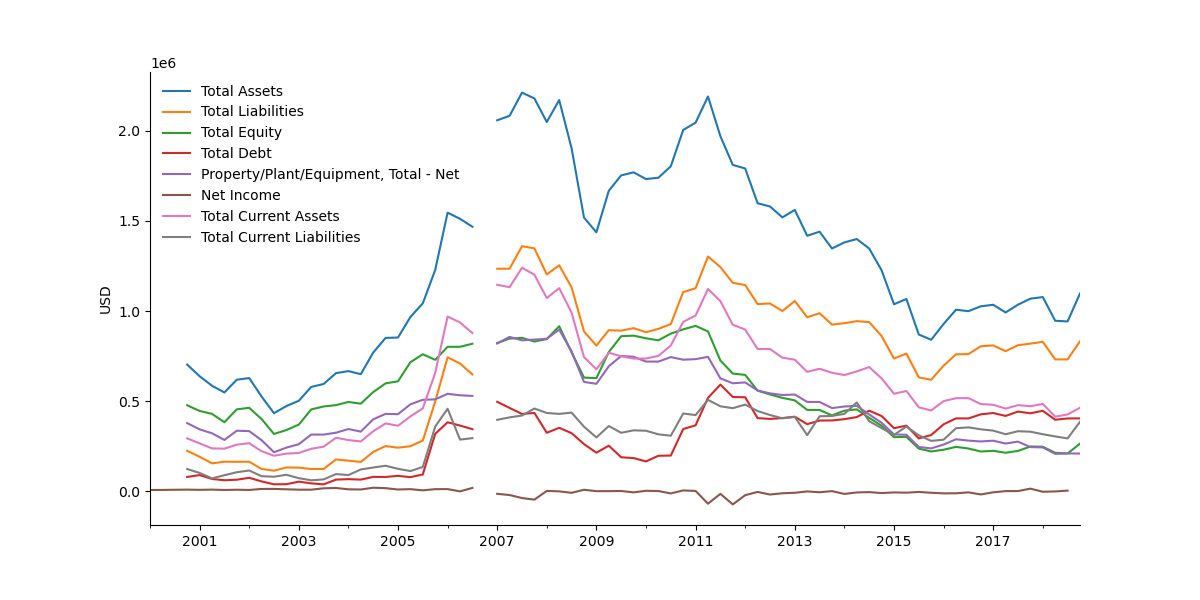 1e6
Total Assets
Total Liabilities
Total Equity
Total Debt
Property/Plant/Equipment, Total - Net
Net Income
Total Current Assets
Total Current Liabilities
2.0
1.5
1.0
0.5
0.0
USD
2001 2003 2005 2007 2009 2011 2013 2015 2017